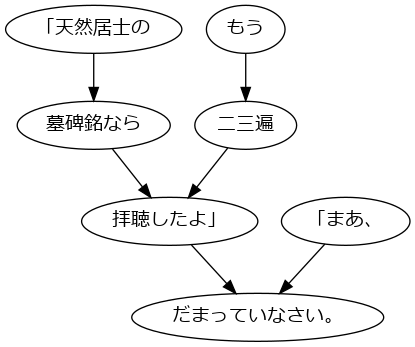 「天然居士の
もう
墓碑銘なら
二三遍
拝聴したよ」
「まあ、
だまっていなさい。